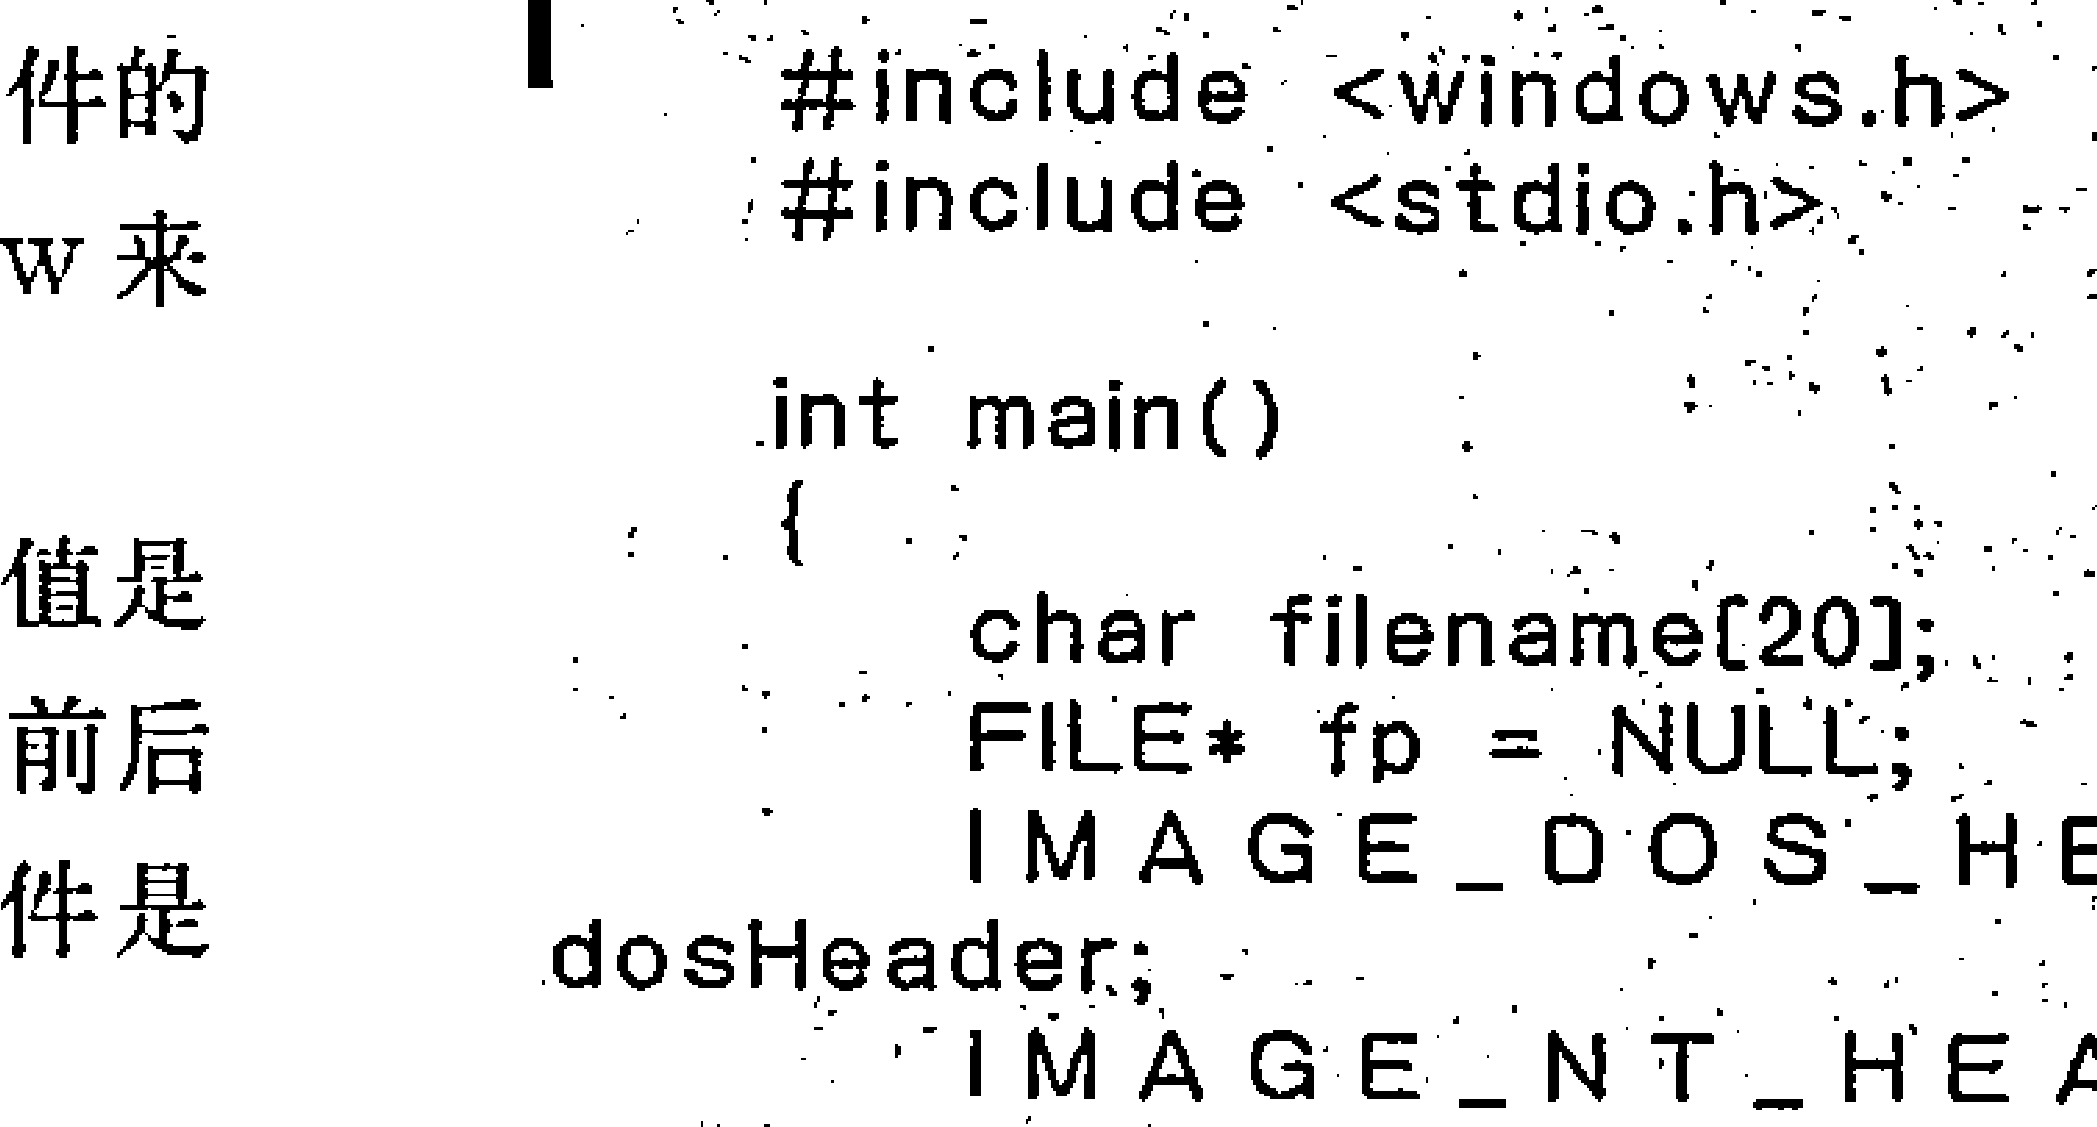 件的
w 来
值是
前后
件是
#include <windows.h>
#include <stdio.h>
int main()
{
char filename[20];
FILE* fp = NULL;
IMAGE_DOS_HE
dosHeader;
IMAGE_NT_HEA